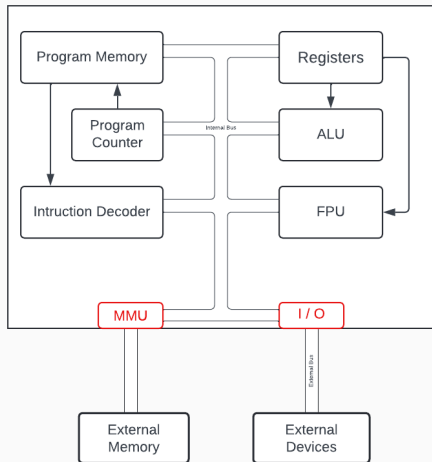 Program Memory
Registers
Program
Counter
Internal Bus
ALU
Intruction Decoder
FPU
MMU
I / O
External Bus
External
Memory
External
Devices